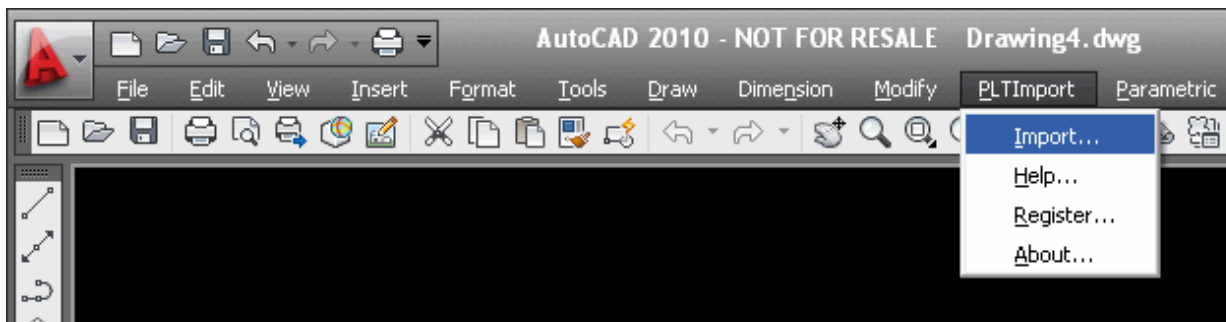 AutoCAD 2010 - NOT FOR RESALE Drawing4.dwg
File Edit View Insert Format Tools Draw Dimension Modify PLTImport Parametric
Import...
Help...
Register...
About...